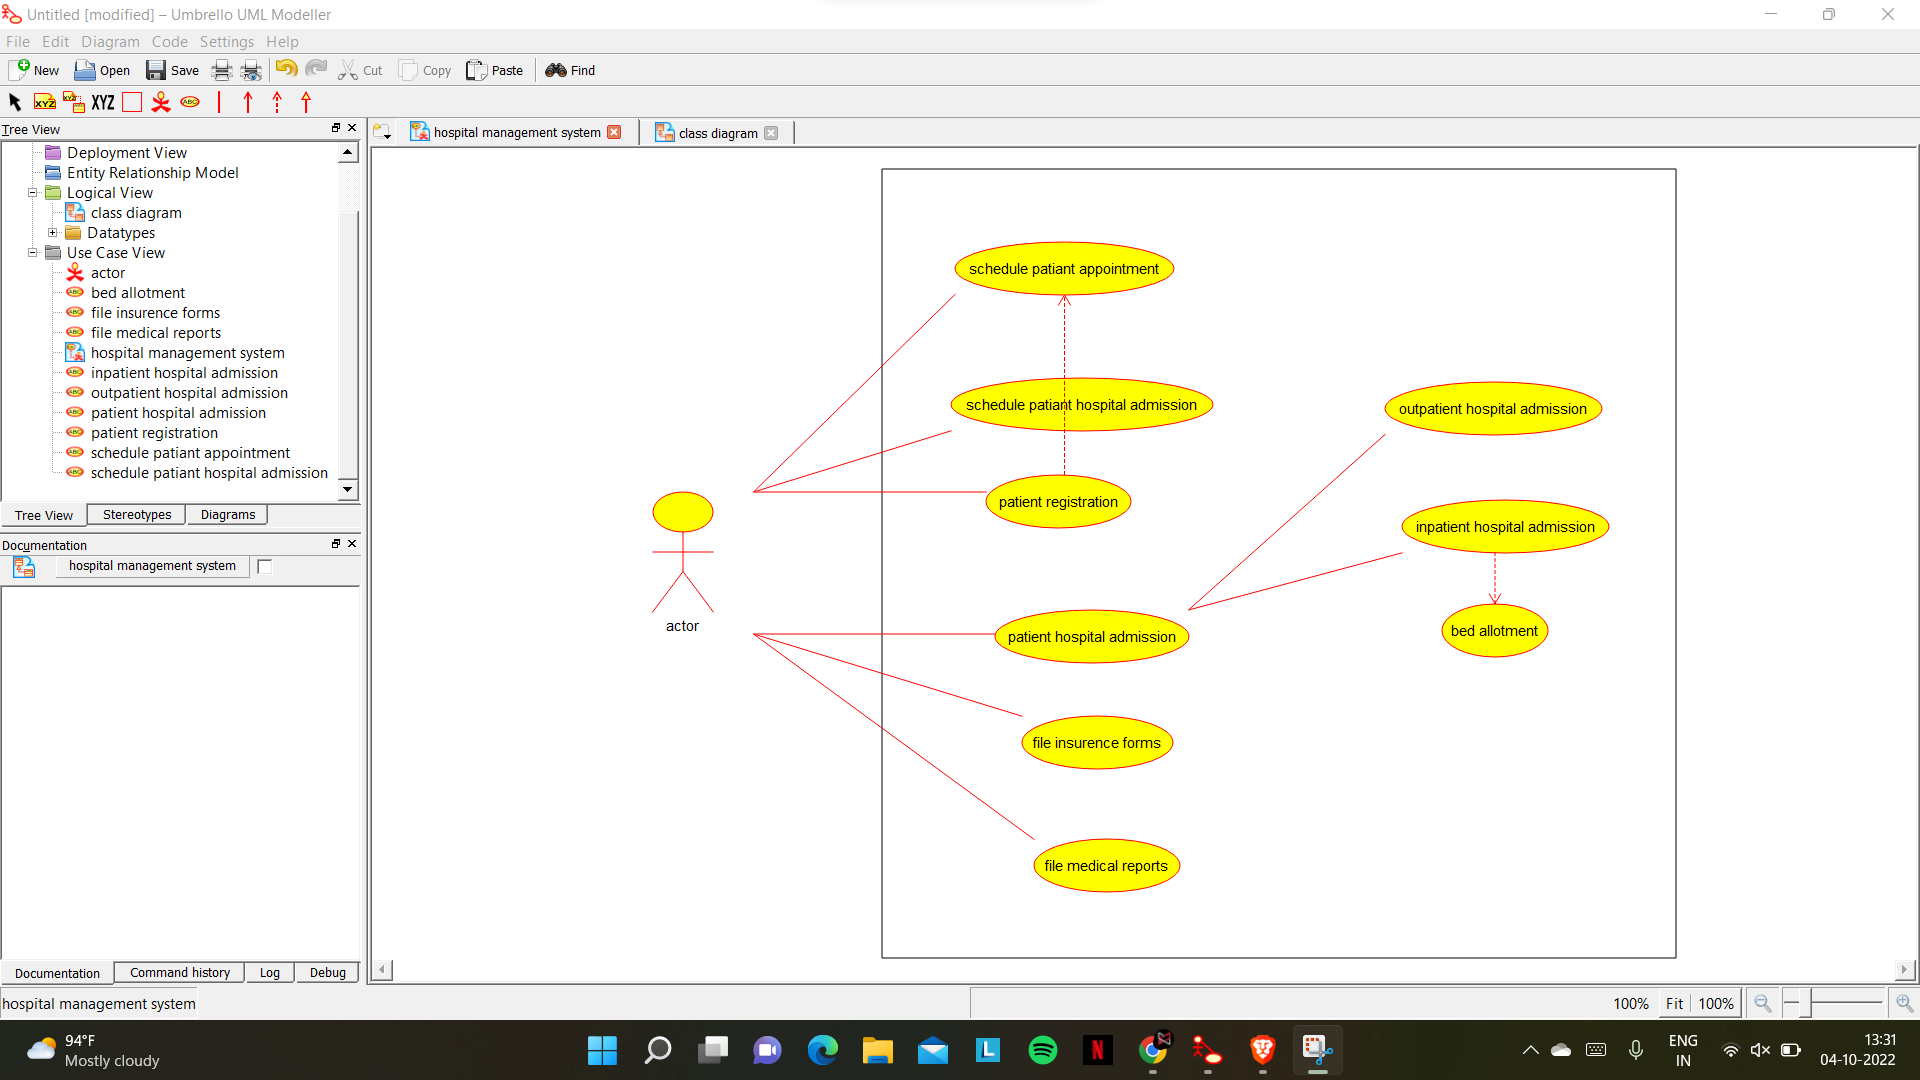 Untitled [modified] – Umbrello UML Modeller
File Edit Diagram Code Settings Help
New Open Save Cut Copy Paste Find
XYZ XYZ XYZ ABC
Tree View
hospital management system class diagram
Deployment View
Entity Relationship Model
Logical View
class diagram
Datatypes
Use Case View
actor
bed allotment
file insurence forms
file medical reports
hospital management system
inpatient hospital admission
outpatient hospital admission
patient hospital admission
patient registration
schedule patiant appointment
schedule patiant hospital admission
Tree View Stereotypes Diagrams
Documentation
hospital management system
Documentation Command history Log Debug
schedule patiant appointment
schedule patiant hospital admission
outpatient hospital admission
patient registration
inpatient hospital admission
actor
patient hospital admission
bed allotment
file insurence forms
file medical reports
hospital management system
100% Fit 100%
94°F
Mostly cloudy
L
N
ENG
IN
13:31
04-10-2022